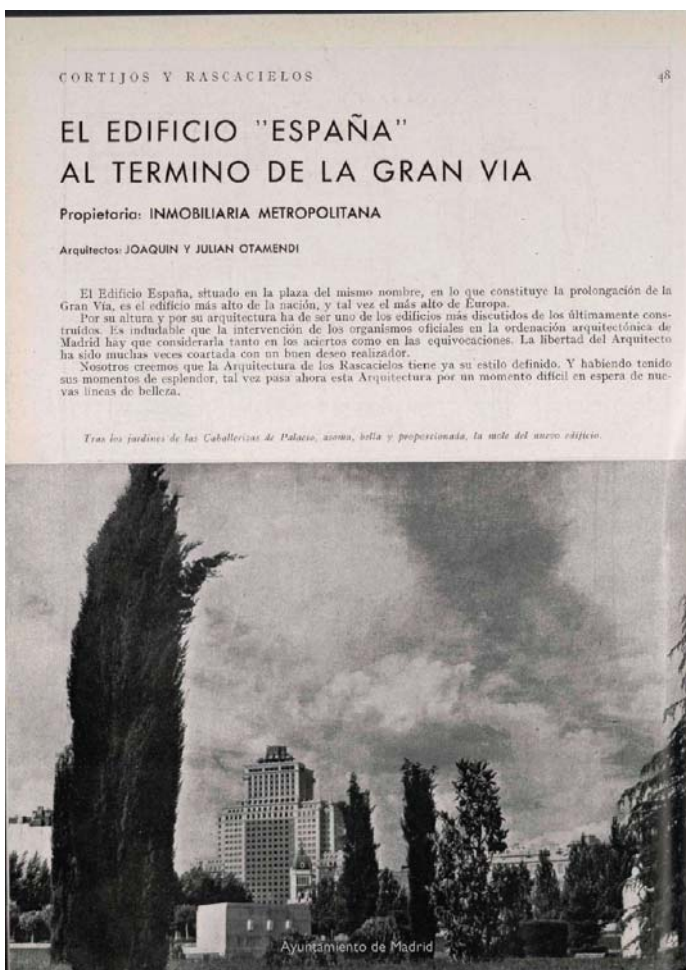 CORTIJOS Y RASCACIELOS
48
EL EDIFICIO "ESPAÑA"
AL TERMINO DE LA GRAN VIA
Propietaria: INMOBILIARIA METROPOLITANA
Arquitectos: JOAQUIN Y JULIAN OTAMENDI
El Edificio España, situado en la plaza del mismo nombre, en lo que constituye la prolongación de la
Gran Vía, es el edificio más alto de la nación, y tal vez el más alto de Europa.
Por su altura y por su arquitectura ha de ser uno de los edificios más discutidos de los últimamente cons-
truídos. Es indudable que la intervención de los organismos oficiales en la ordenación arquitectónica de
Madrid hay que considerarla tanto en los aciertos como en las equivocaciones. La libertad del Arquitecto
ha sido muchas veces coartada con un buen deseo realizador.
Nosotros creemos que la Arquitectura de los Rascacielos tiene ya su estilo definido. Y habiendo tenido
sus momentos de esplendor, tal vez pasa ahora esta Arquitectura por un momento difícil en espera de nue-
vas líneas de belleza.
Tras los jardines de las Caballerizas de Palacio, asoma, bella y proporcionada, la mole del nuevo edificio.
Ayuntamiento de Madrid